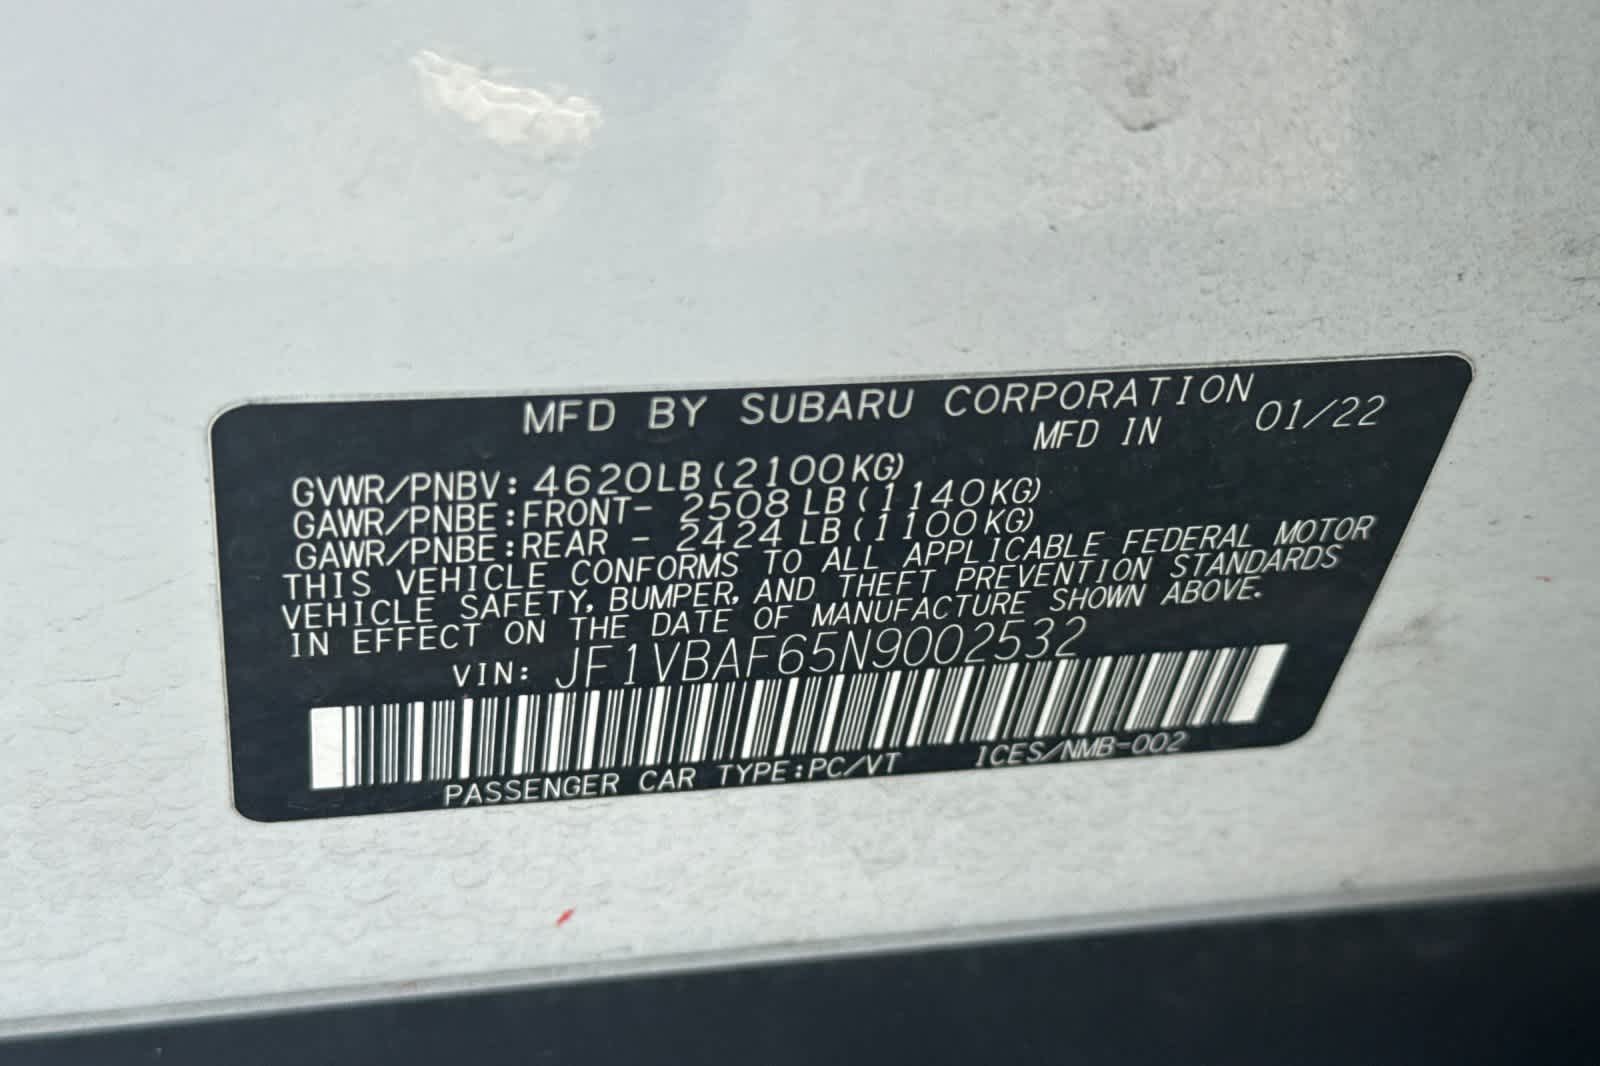 MFD BY SUBARU CORPORATION
MFD IN 01/22
GVWR/PNBV: 4620LB (2100KG)
GAWR/PNBE:FRONT- 2508 LB (1140KG)
GAWR/PNBE:REAR - 2424 LB (1100KG)
THIS VEHICLE CONFORMS TO ALL APPLICABLE FEDERAL MOTOR
VEHICLE SAFETY, BUMPER, AND THEFT PREVENTION STANDARDS
IN EFFECT ON THE DATE OF MANUFACTURE SHOWN ABOVE.
VIN: JF1VBAF65N9002532
PASSENGER CAR TYPE:PC/VT ICES/NMB-002